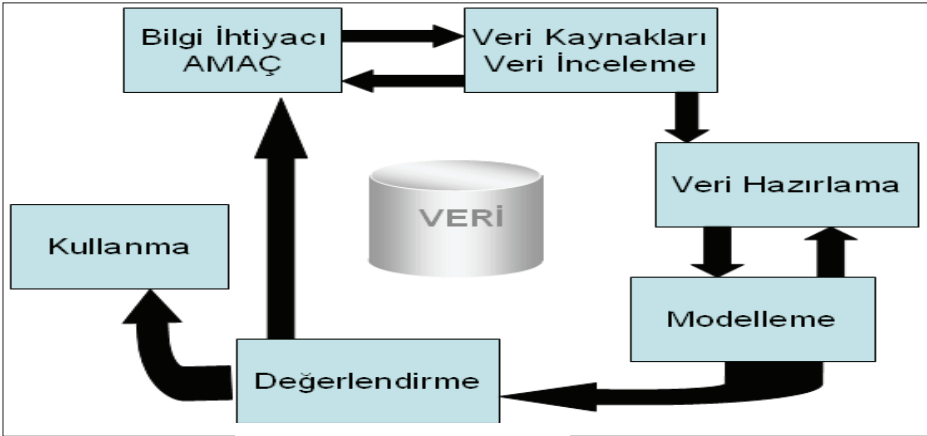 Bilgi İhtiyacı
AMAÇ
Veri Kaynakları
Veri İnceleme
Veri Hazırlama
VERİ
Kullanma
Modelleme
Değerlendirme